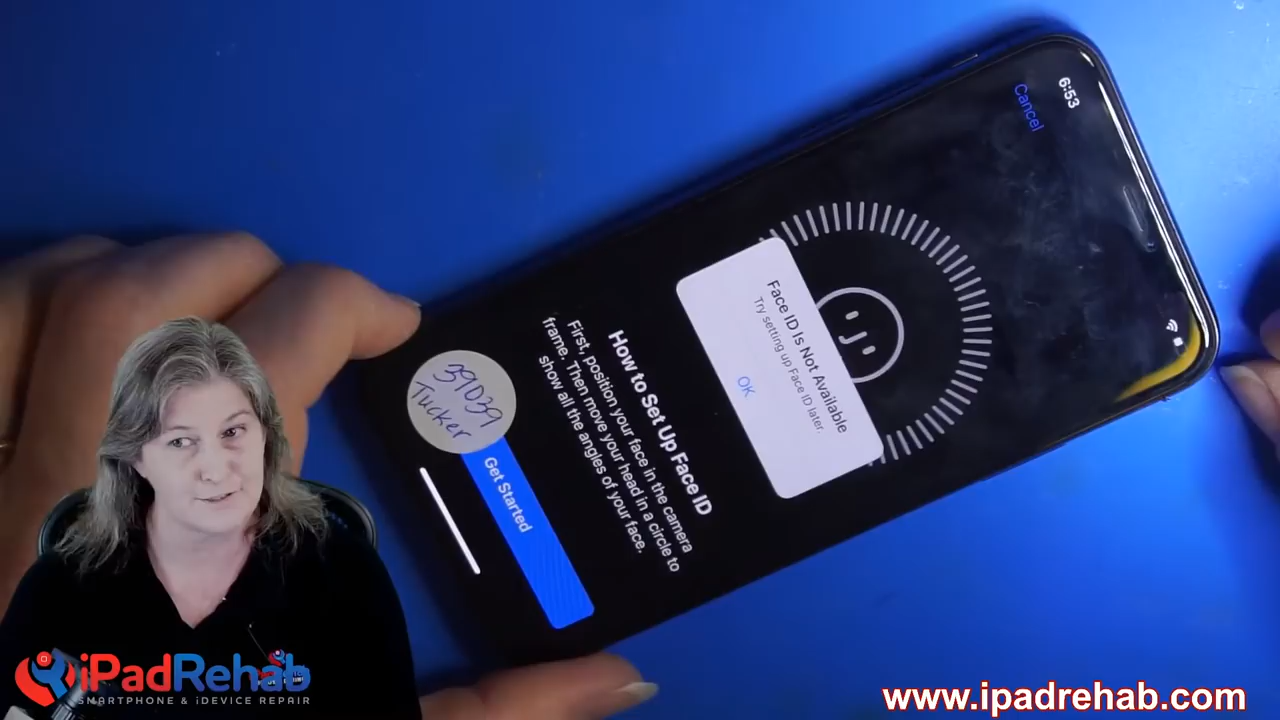 6:53
Cancel
Face ID Is Not Available
Try setting up Face ID later.
OK
How to Set Up Face ID
First, position your face in the camera
frame. Then move your head in a circle to
show all the angles of your face.
Get Started
39039
Tucker
iPadRehab
SMARTPHONE & iDEVICE REPAIR
www.ipadrehab.com